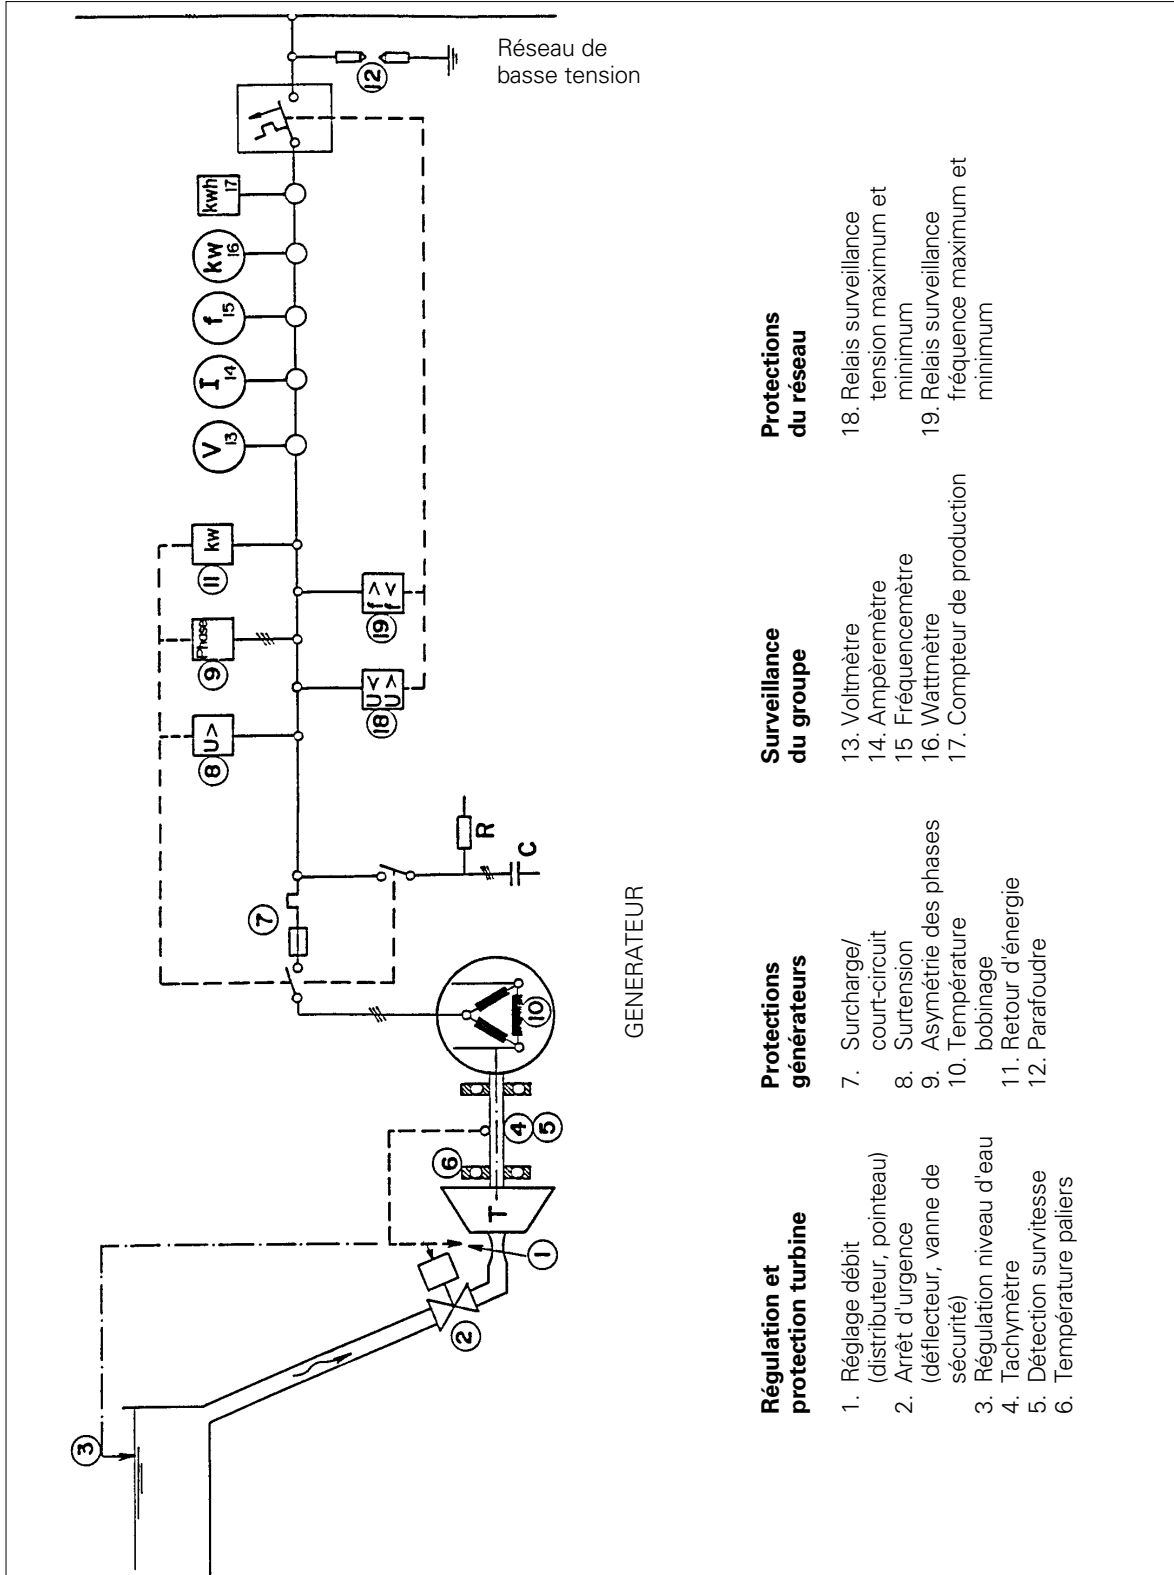 Réseau de
basse tension
12
kwh
17
kw
16
f
15
I
14
V
13
kw
11
Phase
9
U>
8
f >
f <
19
U <
U >
18
R
C
7
10
GENERATEUR
4
5
6
T
1
2
3
Régulation et
protection turbine
1. Réglage débit
(distributeur, pointeau)
2. Arrêt d'urgence
(déflecteur, vanne de
sécurité)
3. Régulation niveau d'eau
4. Tachymètre
5. Détection survitesse
6. Température paliers
Protections
générateurs
7. Surcharge/
court-circuit
8. Surtension
9. Asymétrie des phases
10. Température
bobinage
11. Retour d'énergie
12. Parafoudre
Surveillance
du groupe
13. Voltmètre
14. Ampèremètre
15 Fréquencemètre
16. Wattmètre
17. Compteur de production
Protections
du réseau
18. Relais surveillance
tension maximum et
minimum
19. Relais surveillance
fréquence maximum et
minimum